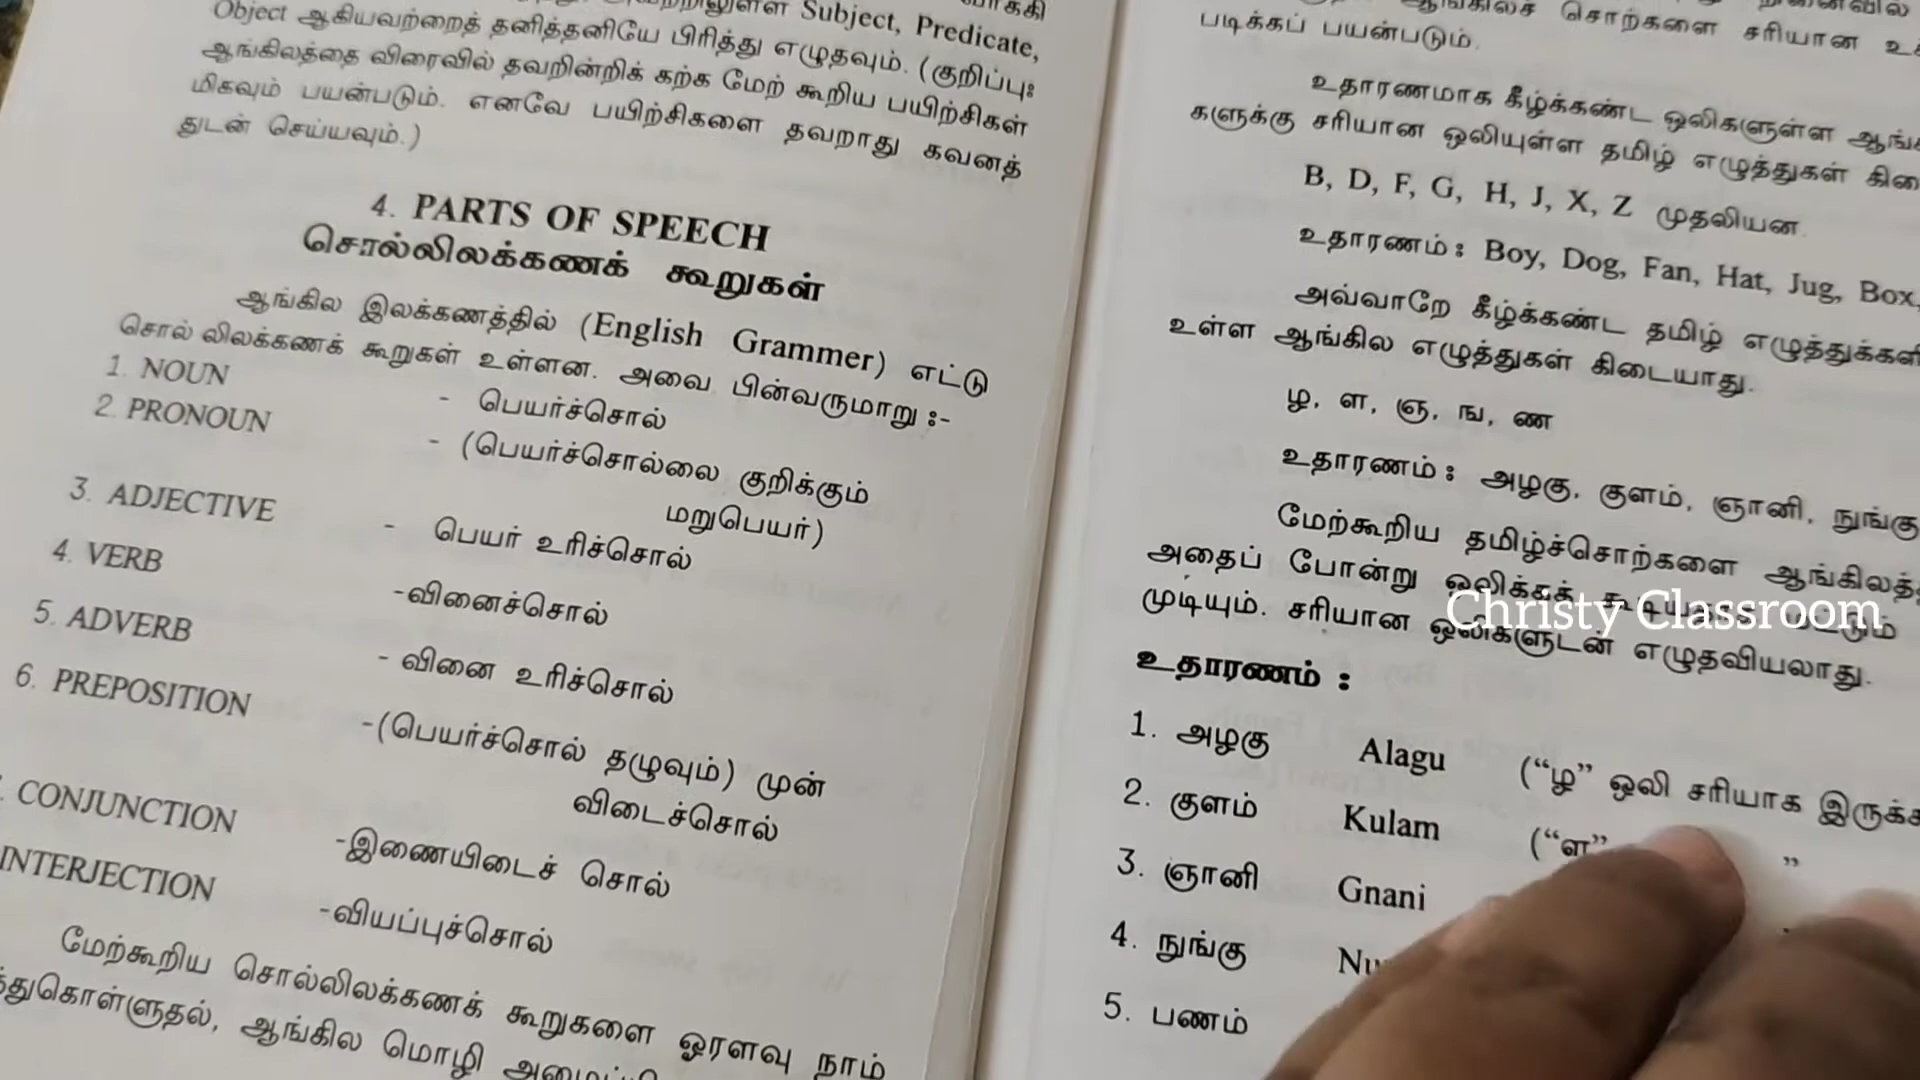 Subject, Predicate,
Object ஆகியவற்றைத் தனித்தனியே பிரித்து எழுதவும். (குறிப்பு:
ஆங்கிலத்தை விரைவில் தவறின்றிக் கற்க மேற் கூறிய பயிற்சிகள்
மிகவும் பயன்படும். எனவே பயிற்சிகளை தவறாது கவனத்
துடன் செய்யவும்.)
4. PARTS OF SPEECH
சொல்லிலக்கணக் கூறுகள்
ஆங்கில இலக்கணத்தில் (English Grammer) எட்டு
சொல் லிலக்கணக் கூறுகள் உள்ளன. அவை பின்வருமாறு :-
1. NOUN - பெயர்ச்சொல்
2. PRONOUN - (பெயர்ச்சொல்லை குறிக்கும்
மறுபெயர்)
3. ADJECTIVE - பெயர் உரிச்சொல்
4. VERB -வினைச்சொல்
5. ADVERB - வினை உரிச்சொல்
6. PREPOSITION -(பெயர்ச்சொல் தழுவும்) முன்
விடைச்சொல்
CONJUNCTION -இணையிடைச் சொல்
INTERJECTION -வியப்புச்சொல்
மேற்கூறிய சொல்லிலக்கணக் கூறுகளை ஓரளவு நாம்
ஆங்கில மொழி
சொற்களை சரியான
படிக்கப் பயன்படும்.
உதாரணமாக கீழ்க்கண்ட ஒலிகளுள்ள
களுக்கு சரியான ஒலியுள்ள தமிழ் எழுத்துகள்
B, D, F, G, H, J, X, Z முதலியன.
உதாரணம் : Boy, Dog, Fan, Hat, Jug, Box,
அவ்வாறே கீழ்க்கண்ட தமிழ்
உள்ள ஆங்கில எழுத்துகள் கிடையாது.
ழ, ள, ஞ, ங, ண
உதாரணம் : அழகு, குளம், ஞானி, நுங்கு
மேற்கூறிய தமிழ்ச்சொற்களை
அதைப் போன்று ஒலிக்கக்
முடியும். சரியான ஒலிகளுடன் எழுதவியலாது.
Christy Classroom
உதாரணம் :
1. அழகு Alagu ("ழ" ஒலி சரியாக
2. குளம் Kulam ("ள" "
3. ஞானி Gnani
4. நுங்கு
5. பணம்